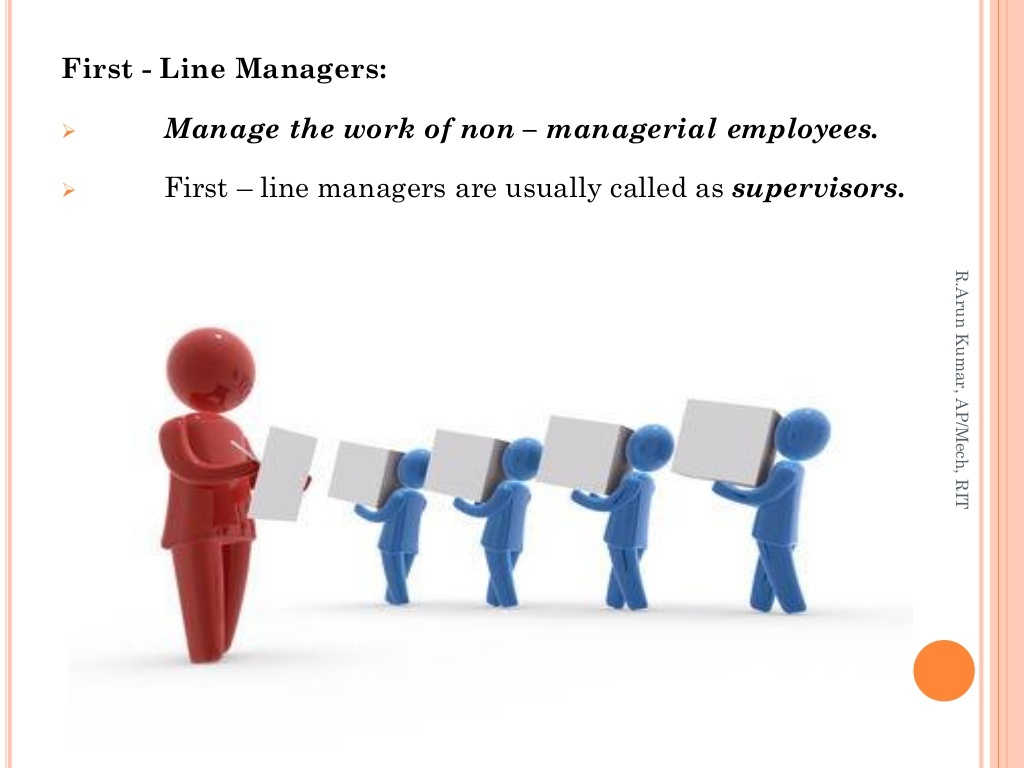 First - Line Managers:
Manage the work of non – managerial employees.
First – line managers are usually called as supervisors.
R.Arun Kumar, AP/Mech, RIT